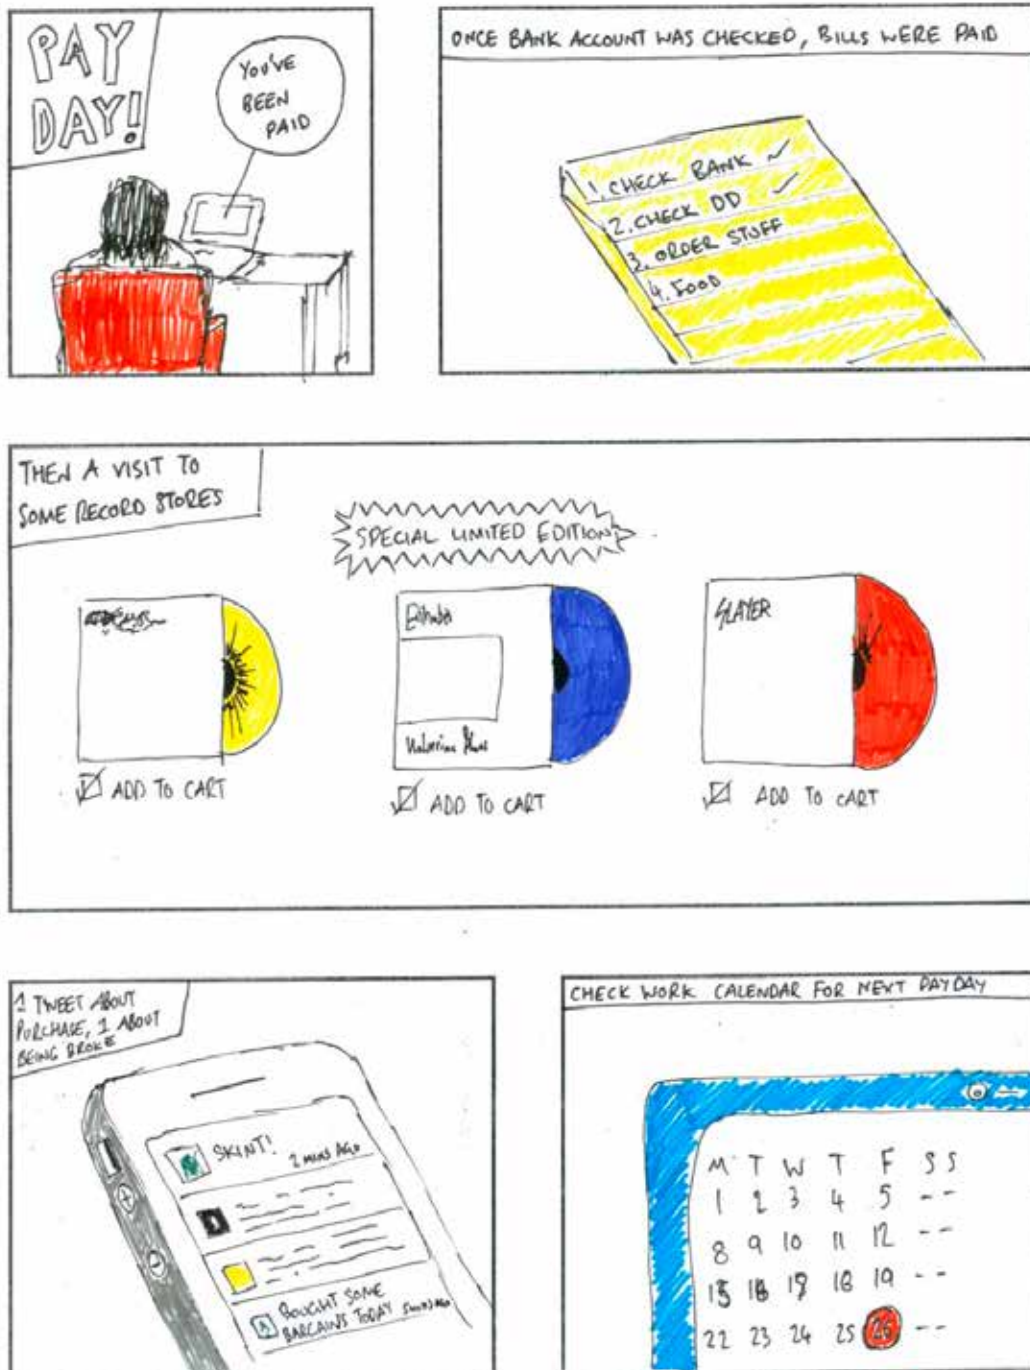 PAY
DAY!
YOU'VE
BEEN
PAID
ONCE BANK ACCOUNT WAS CHECKED, BILLS WERE PAID
1. CHECK BANK ✓
2. CHECK DD ✓
3. ORDER STUFF
4. FOOD
THEN A VISIT TO
SOME RECORD STORES
SPECIAL LIMITED EDITION
SLAYER
ADD TO CART
ADD TO CART
ADD TO CART
1 TWEET ABOUT
PURCHASE, 1 ABOUT
BEING BROKE
SKINT!
2 MINS AGO
BOUGHT SOME
BARGAINS TODAY
CHECK WORK CALENDAR FOR NEXT PAYDAY
M T W T F S S
1 2 3 4 5 - -
8 9 10 11 12 - -
15 16 17 18 19 - -
22 23 24 25 26 - -